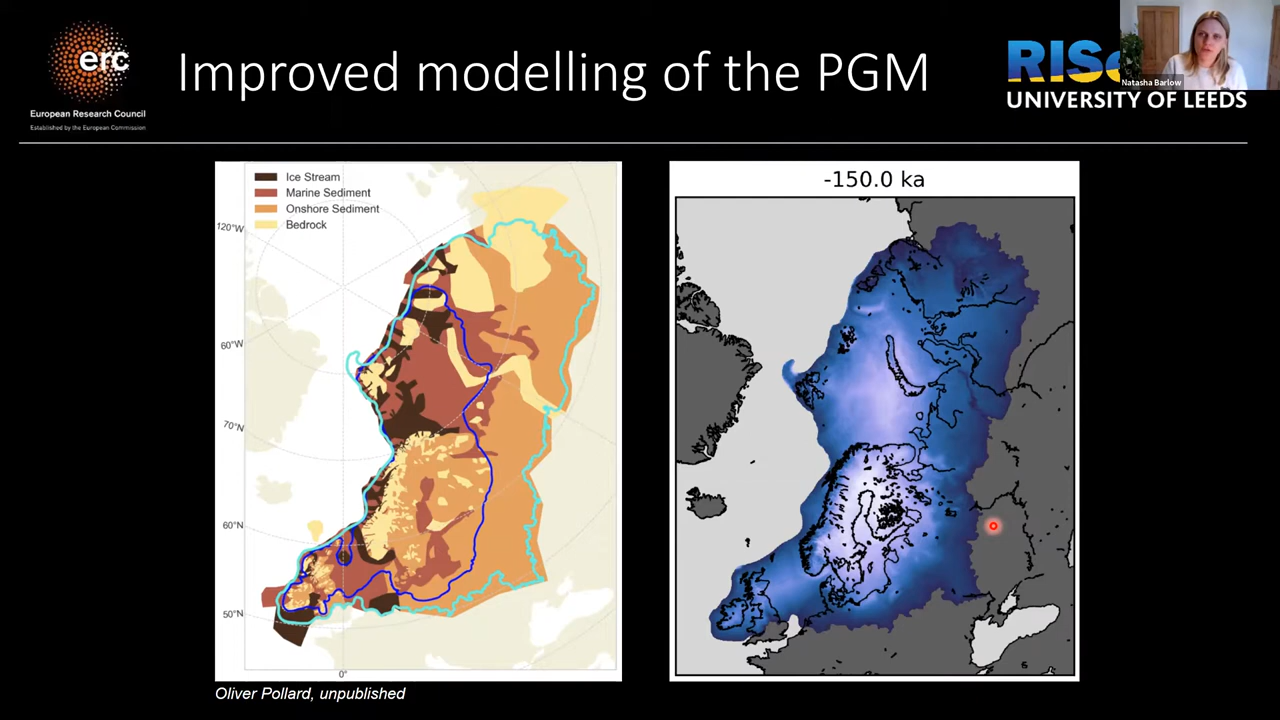 erc
European Research Council
Established by the European Commission
Improved modelling of the PGM
RISe
UNIVERSITY OF LEEDS
Natasha Barlow
Ice Stream
Marine Sediment
Onshore Sediment
Bedrock
120°W
60°W
70°N
60°N
50°N
0°
-150.0 ka
Oliver Pollard, unpublished